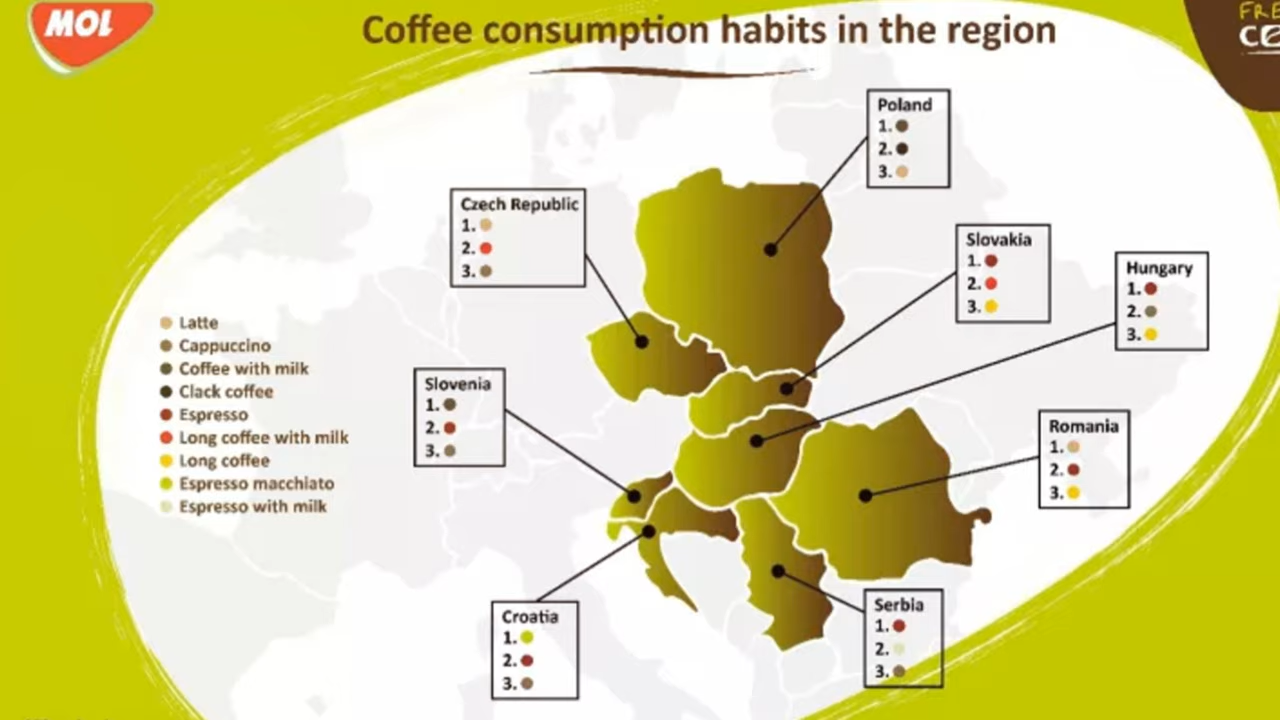 MOL
Coffee consumption habits in the region
FRE
Poland
1.
2.
3.
Czech Republic
1.
2.
3.
Slovakia
1.
2.
3.
Hungary
1.
2.
3.
Latte
Cappuccino
Coffee with milk
Clack coffee
Espresso
Long coffee with milk
Long coffee
Espresso macchiato
Espresso with milk
Slovenia
1.
2.
3.
Romania
1.
2.
3.
Croatia
1.
2.
3.
Serbia
1.
2.
3.